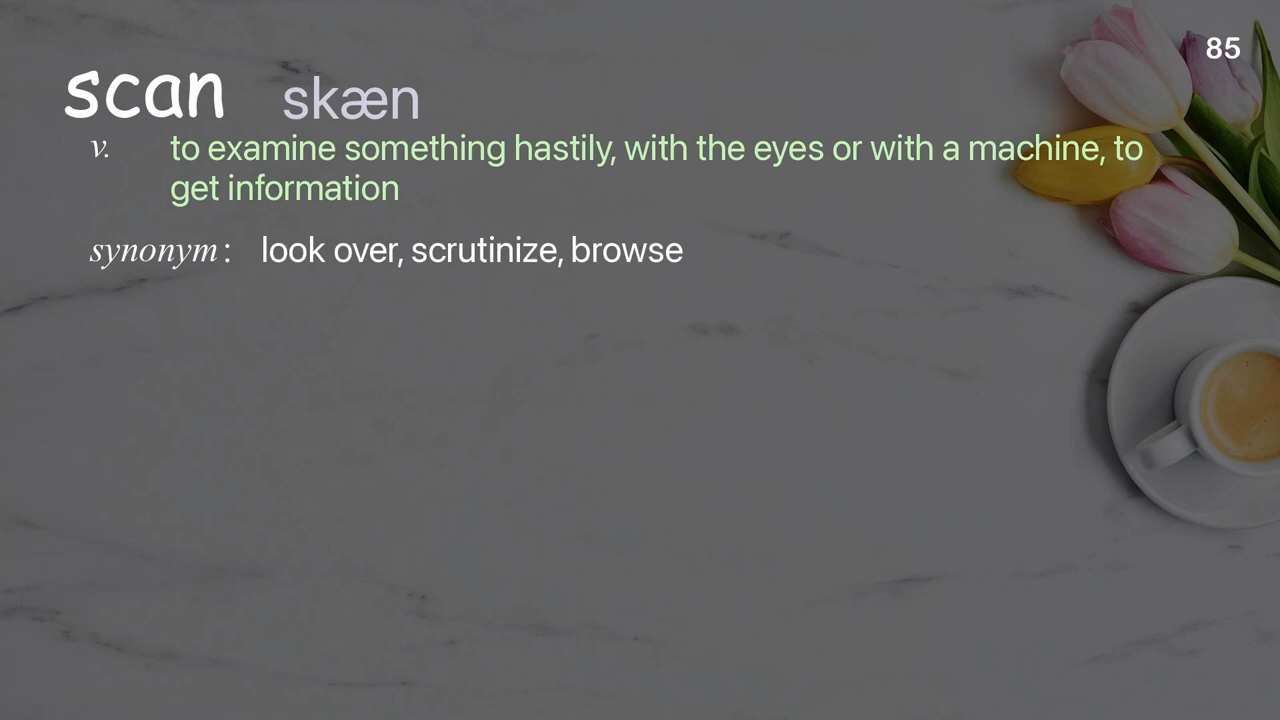 85
scan skæn
v. to examine something hastily, with the eyes or with a machine, to
get information
synonym: look over, scrutinize, browse